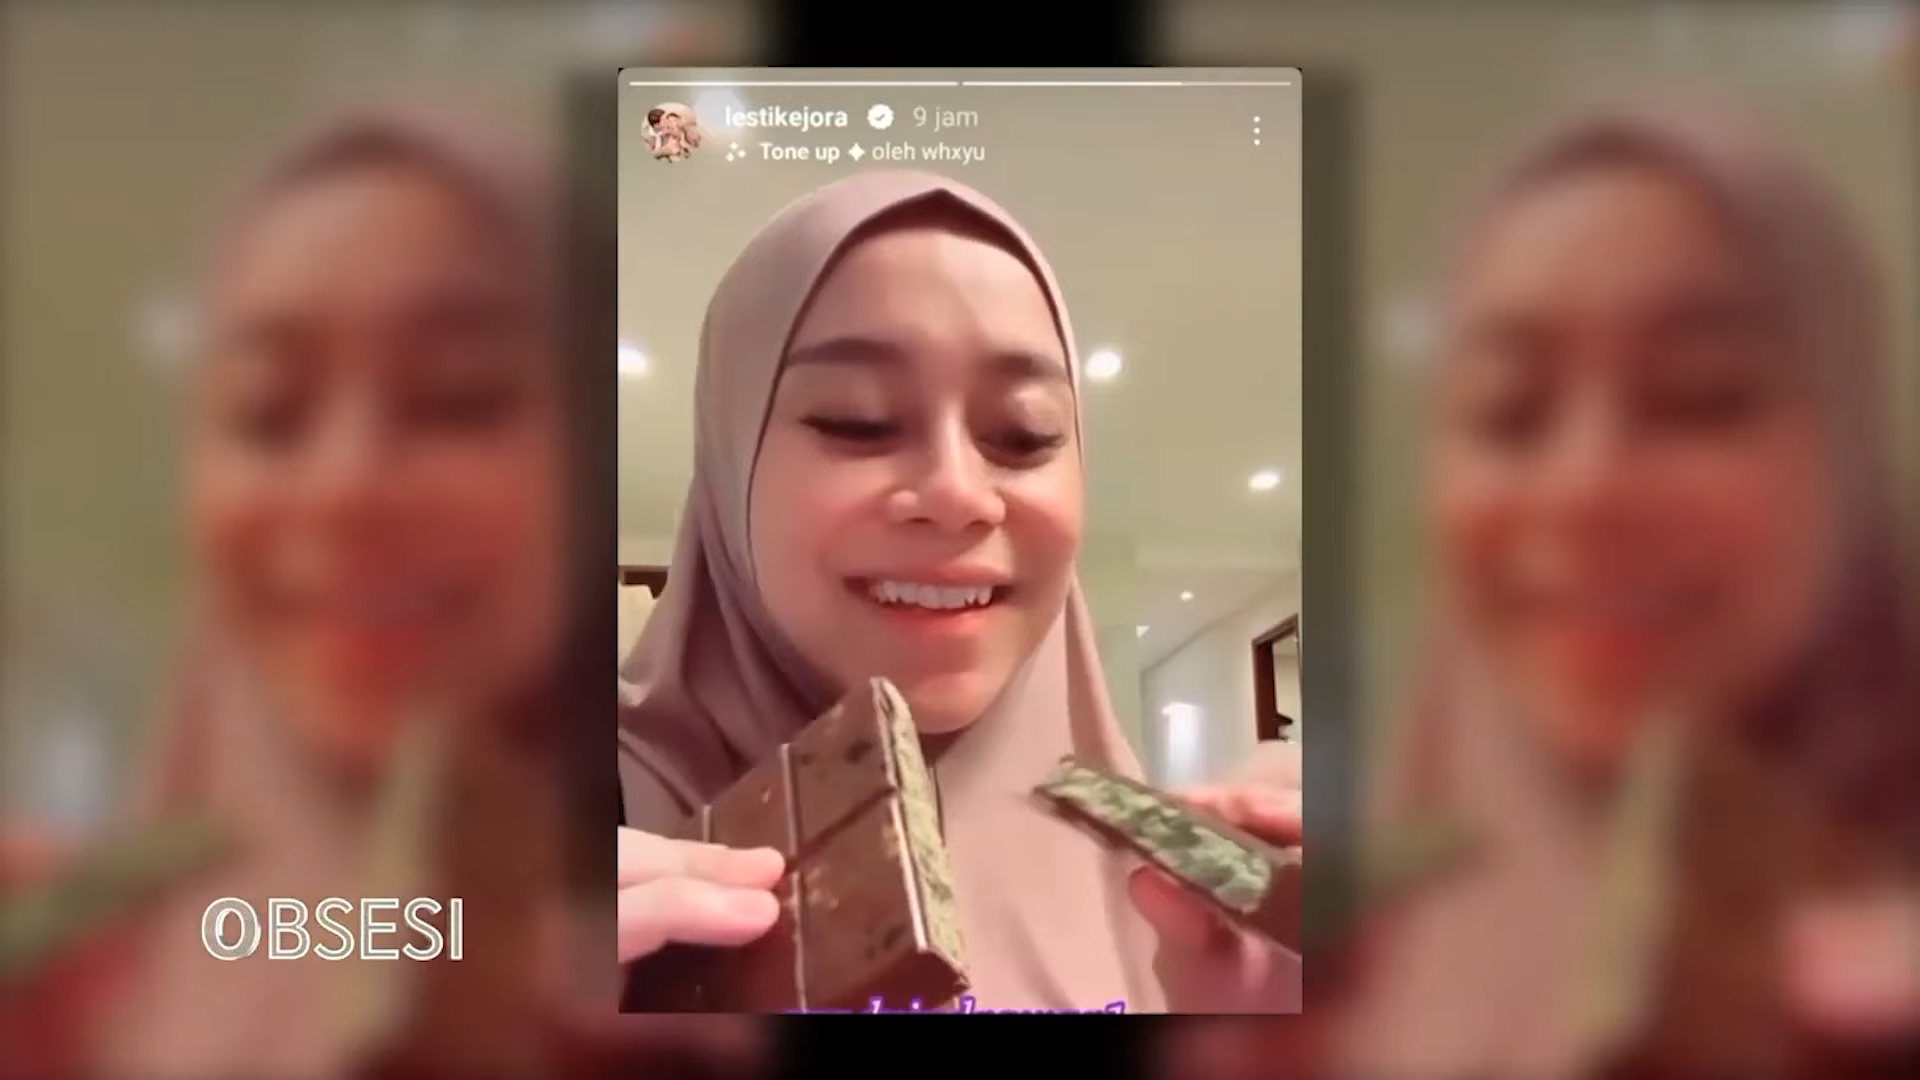 lestikejora 9 jam
Tone up ✦ oleh whxyu
OBSESI